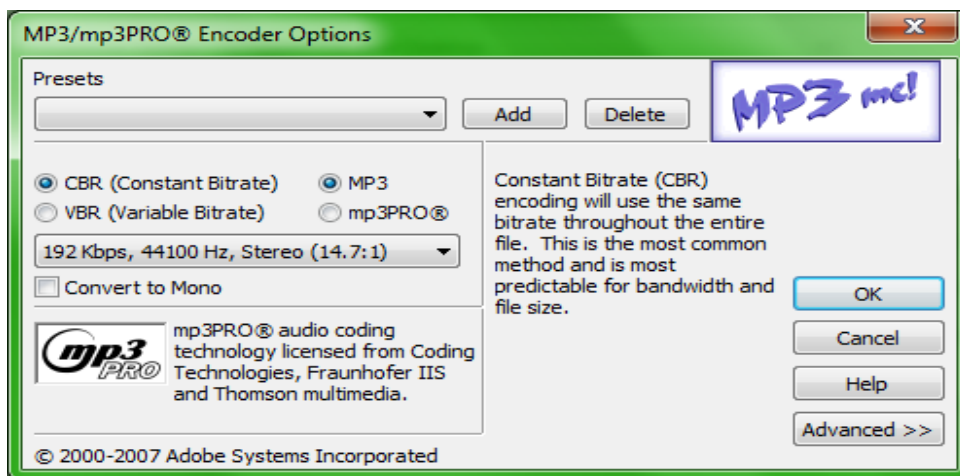 MP3/mp3PRO® Encoder Options
Presets
Add
Delete
MP3 me!
CBR (Constant Bitrate)
MP3
VBR (Variable Bitrate)
mp3PRO®
192 Kbps, 44100 Hz, Stereo (14.7:1)
Convert to Mono
Constant Bitrate (CBR)
encoding will use the same
bitrate throughout the entire
file. This is the most common
method and is most
predictable for bandwidth and
file size.
mp3
PRO
mp3PRO® audio coding
technology licensed from Coding
Technologies, Fraunhofer IIS
and Thomson multimedia.
OK
Cancel
Help
Advanced >>
© 2000-2007 Adobe Systems Incorporated